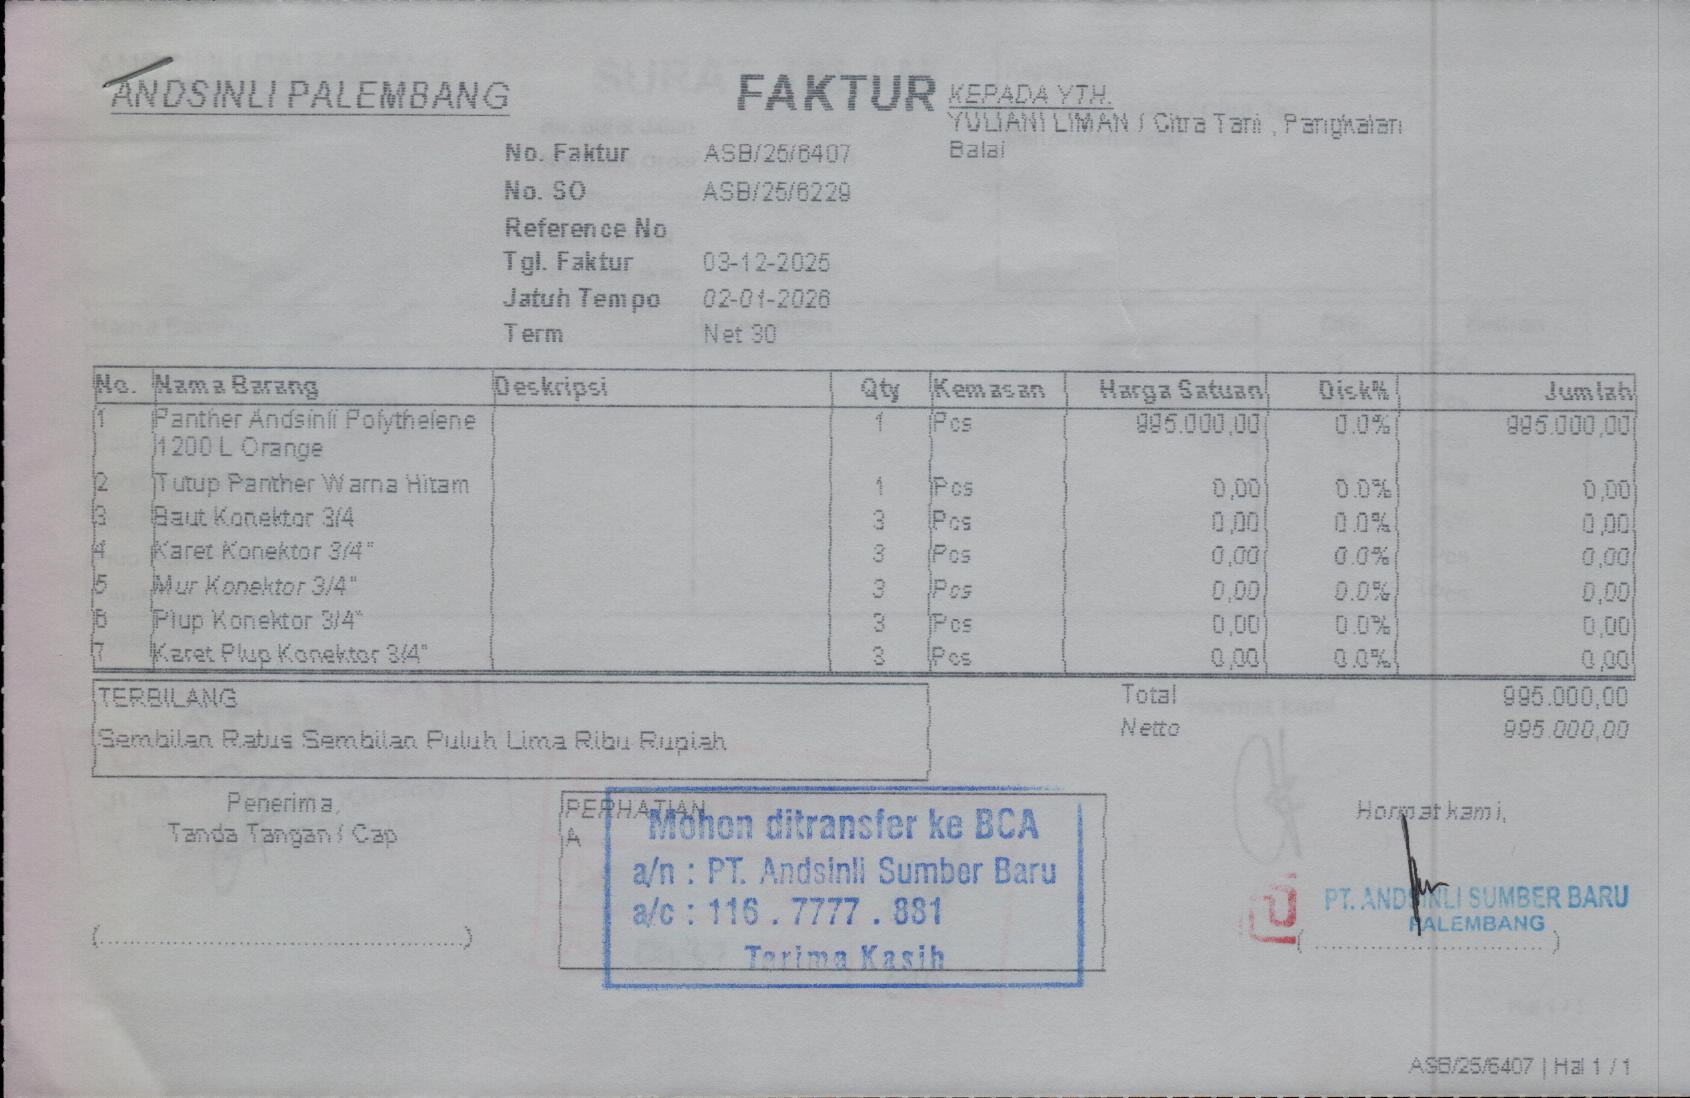 ANDSINLI PALEMBANG
FAKTUR
KEPADA YTH.
YULIANI LIMAN / Citra Tani , Pangkalan
Balai
No. Faktur ASB/25/6407
No. SO ASB/25/6229
Reference No
Tgl. Faktur 03-12-2025
Jatuh Tempo 02-01-2026
Term Net 30
No. Nama Barang Deskripsi Qty Kemasan Harga Satuan Disk% Jumlah
1 Panther Andsinli Polythelene 1 Pcs 995.000,00 0.0% 995.000,00
1200 L Orange
2 Tutup Panther Warna Hitam 1 Pcs 0,00 0.0% 0,00
3 Baut Konektor 3/4 3 Pcs 0,00 0.0% 0,00
4 Karet Konektor 3/4" 3 Pcs 0,00 0.0% 0,00
5 Mur Konektor 3/4" 3 Pcs 0,00 0.0% 0,00
6 Plup Konektor 3/4" 3 Pcs 0,00 0.0% 0,00
7 Karet Plup Konektor 3/4" 3 Pcs 0,00 0.0% 0,00
TERBILANG
Sembilan Ratus Sembilan Puluh Lima Ribu Rupiah
Total 995.000,00
Netto 995.000,00
Penerima,
Tanda Tangan / Cap
(....................................................)
PERHATIAN
A
Mohon ditransfer ke BCA
a/n : PT. Andsinli Sumber Baru
a/c : 116 . 7777 . 881
Terima Kasih
Hormat kami,
PT. ANDSINLI SUMBER BARU
PALEMBANG
(..................................)
ASB/25/6407 | Hal 1 / 1